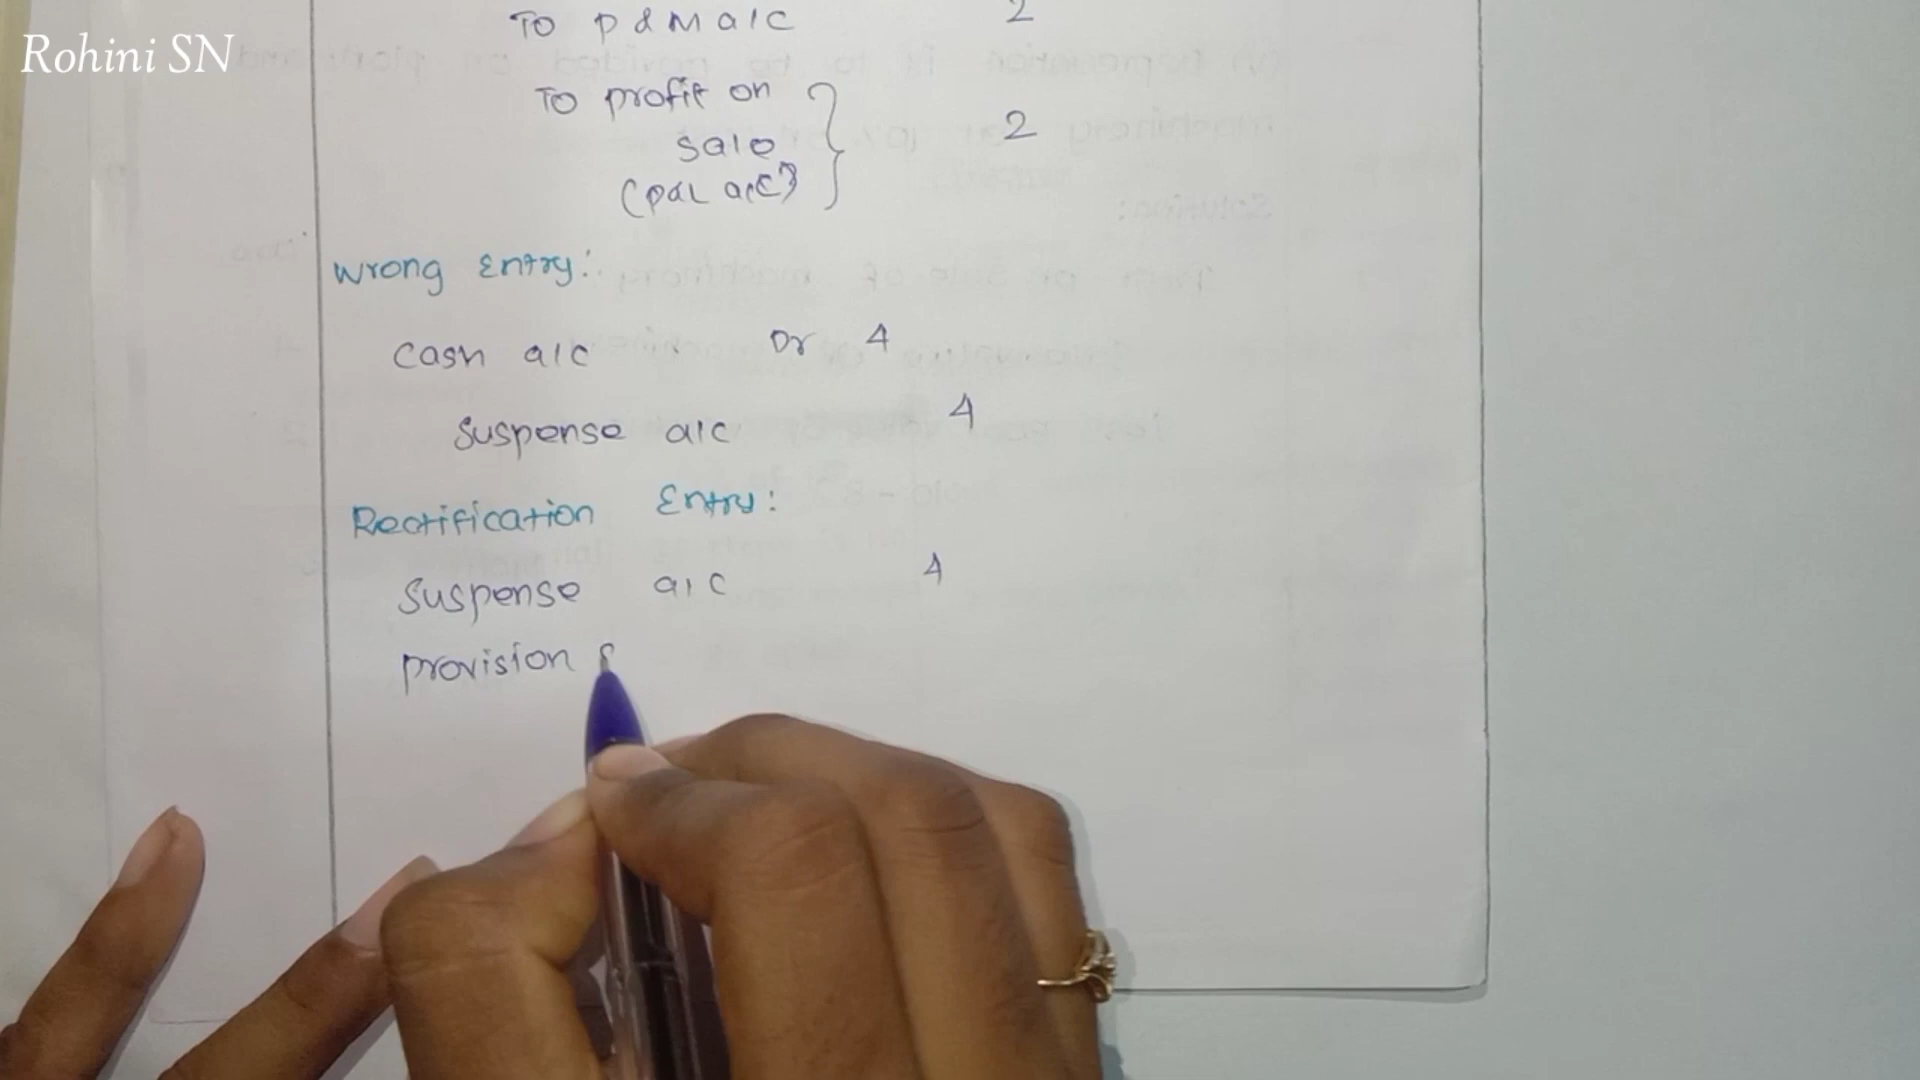 Rohini SN
To P & M a/c 2
To profit on
sale 2
(P&L a/c)
Wrong Entry:
Cash a/c Dr 4
Suspense a/c 4
Rectification Entry:
Suspense a/c 4
provision